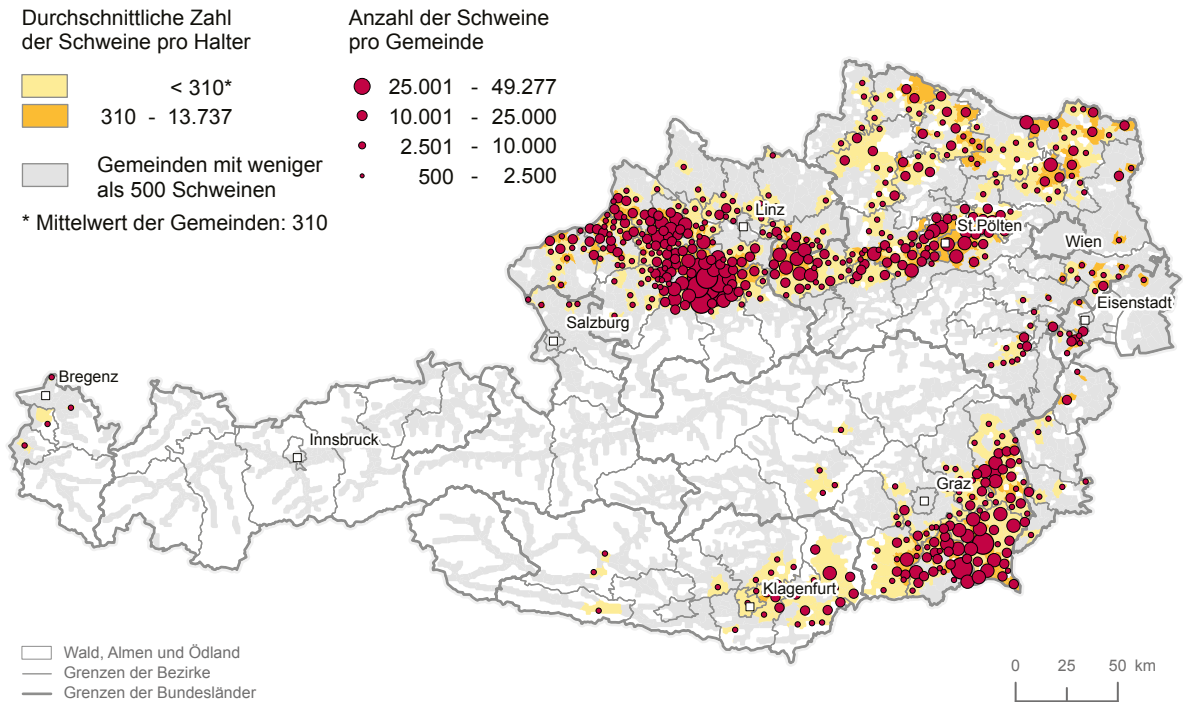 Durchschnittliche Zahl
der Schweine pro Halter
< 310*
310 - 13.737
Gemeinden mit weniger
als 500 Schweinen
* Mittelwert der Gemeinden: 310
Anzahl der Schweine
pro Gemeinde
25.001 - 49.277
10.001 - 25.000
2.501 - 10.000
500 - 2.500
Linz
St.Pölten
Wien
Eisenstadt
Salzburg
Bregenz
Innsbruck
Graz
Klagenfurt
Wald, Almen und Ödland
Grenzen der Bezirke
Grenzen der Bundesländer
0 25 50 km